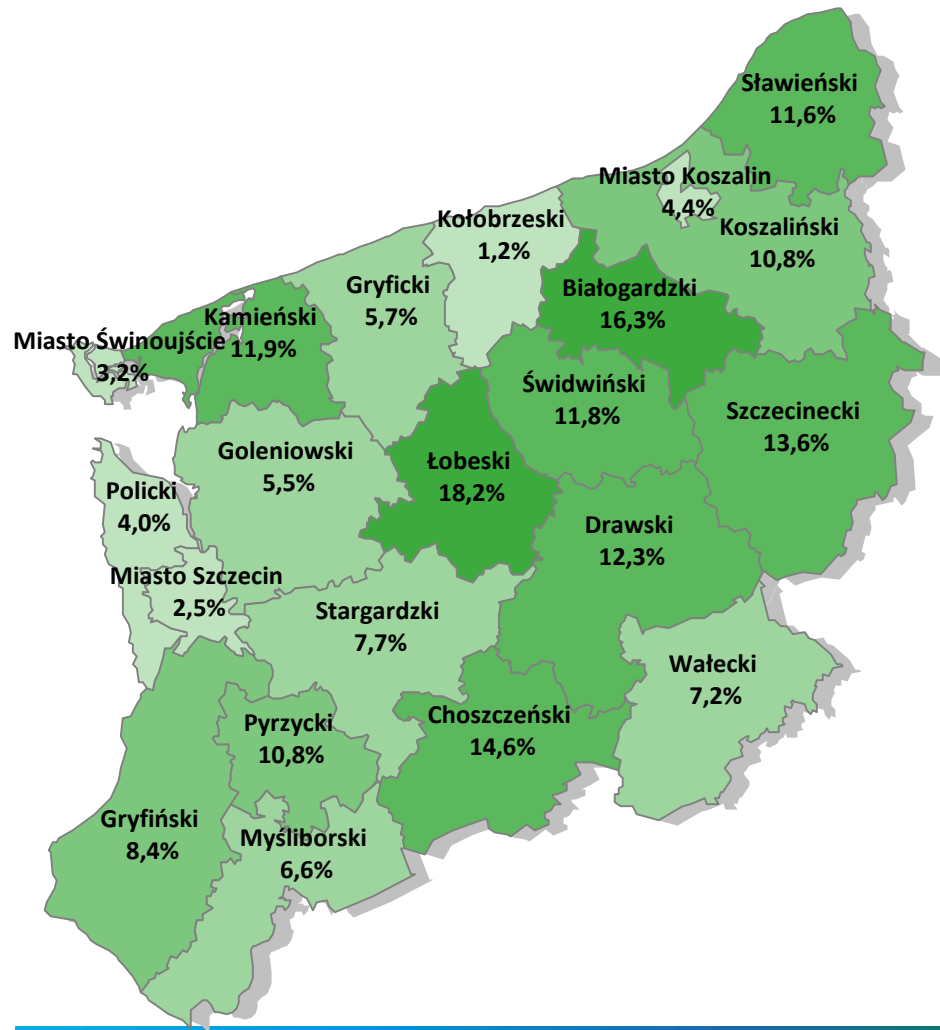 Sławieński
11,6%
Miasto Koszalin
4,4%
Koszaliński
10,8%
Kołobrzeski
1,2%
Gryficki
5,7%
Białogardzki
16,3%
Kamieński
11,9%
Miasto Świnoujście
3,2%
Świdwiński
11,8%
Szczecinecki
13,6%
Goleniowski
5,5%
Łobeski
18,2%
Policki
4,0%
Drawski
12,3%
Miasto Szczecin
2,5%
Stargardzki
7,7%
Wałecki
7,2%
Choszczeński
14,6%
Pyrzycki
10,8%
Gryfiński
8,4%
Myśliborski
6,6%